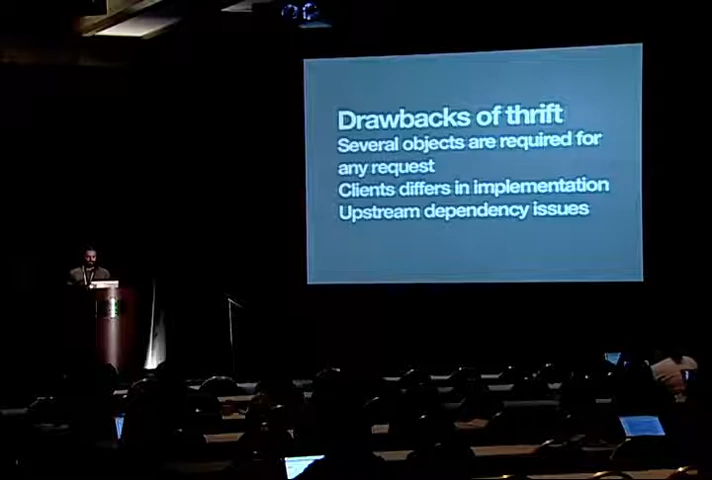 Drawbacks of thrift
Several objects are required for
any request
Clients differs in implementation
Upstream dependency issues